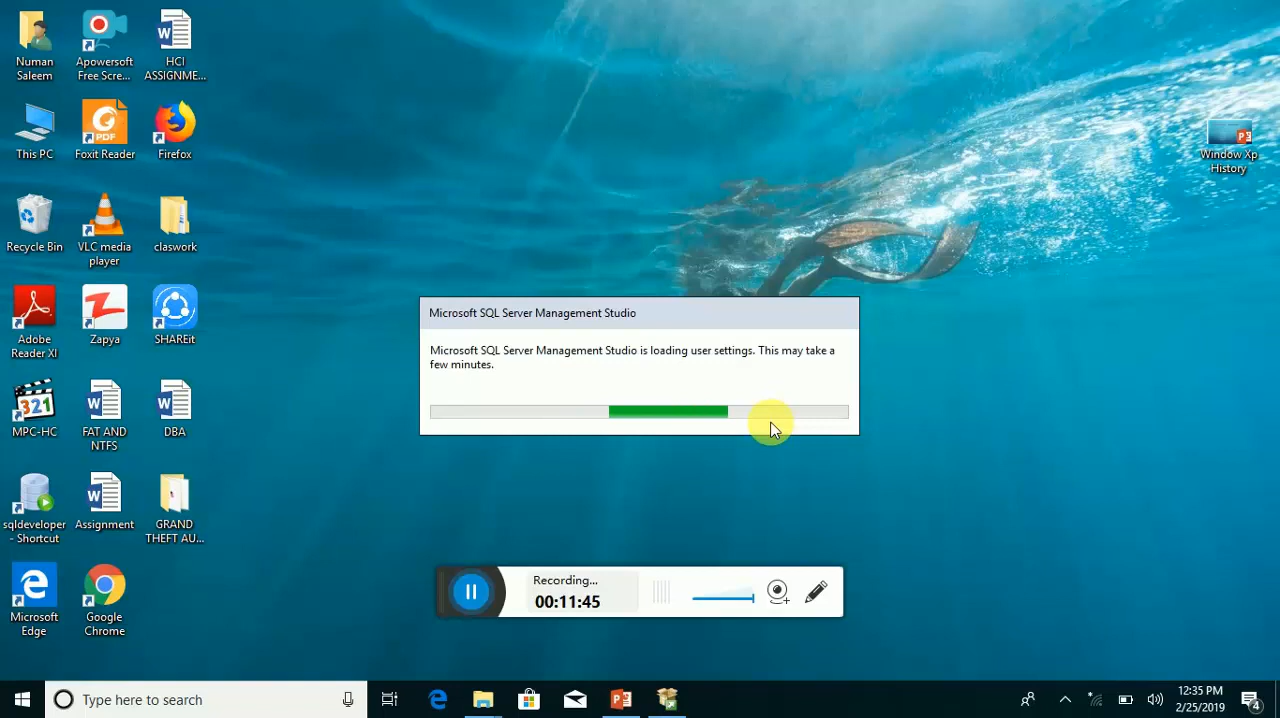 Numan
Saleem
Apowersoft
Free Scre...
HCI
ASSIGNME...
This PC
PDF
Foxit Reader
Firefox
Window Xp
History
Recycle Bin
VLC media
player
claswork
Adobe
Reader XI
Zapya
SHAREit
321
MPC-HC
FAT AND
NTFS
DBA
sqldeveloper
- Shortcut
Assignment
GRAND
THEFT AU...
Microsoft
Edge
Google
Chrome
Microsoft SQL Server Management Studio
Microsoft SQL Server Management Studio is loading user settings. This may take a
few minutes.
Recording...
00:11:45
Type here to search
12:35 PM
2/25/2019
4